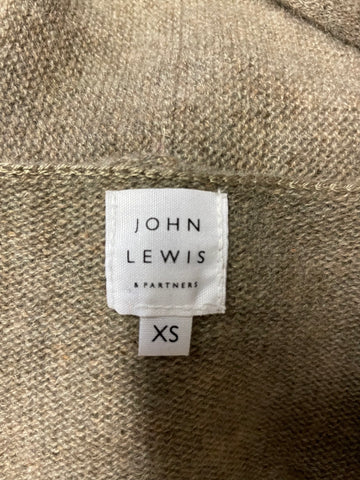 JOHN
LEWIS
& PARTNERS
XS